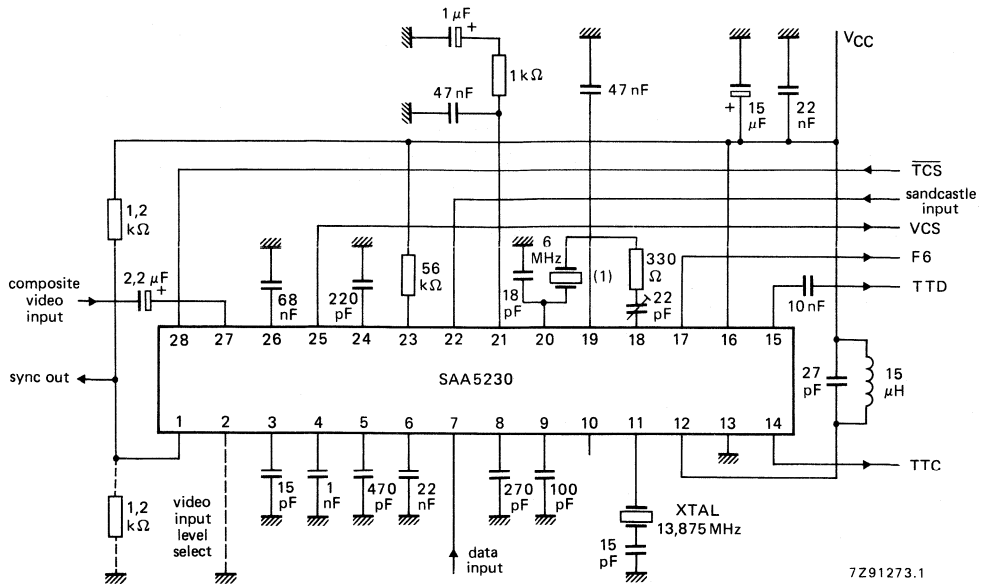 1 µF
+
1 kΩ
47 nF
47 nF
+ 15 µF
22 nF
VCC
TCS
sandcastle input
VCS
F6
TTD
10 nF
1,2 kΩ
2,2 µF
+
composite video input
68 nF
220 pF
56 kΩ
18 pF
6 MHz
(1)
330 Ω
22 pF
28 27 26 25 24 23 22 21 20 19 18 17 16 15
SAA5230
sync out
27 pF
15 µH
1 2 3 4 5 6 7 8 9 10 11 12 13 14
TTC
1,2 kΩ
video input level select
15 pF
1 nF
470 pF
22 nF
data input
270 pF
100 pF
XTAL
13,875 MHz
15 pF
7Z91273.1